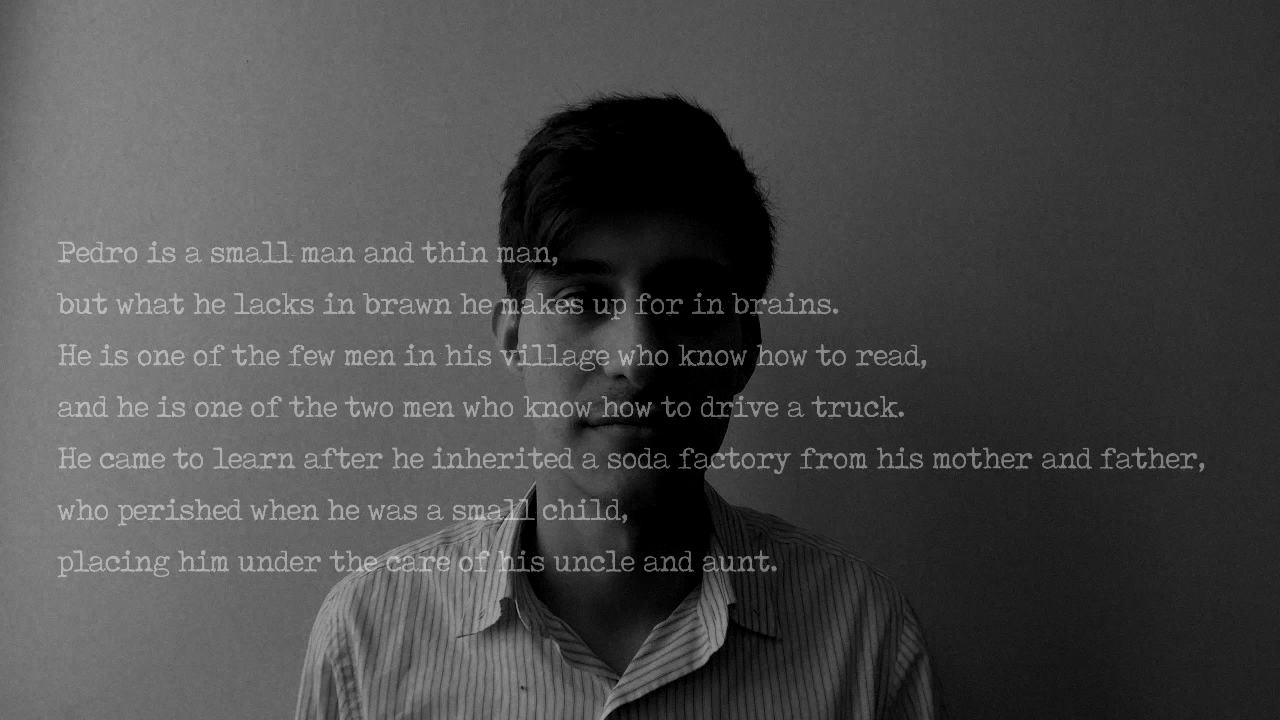 Pedro is a small man and thin man,
but what he lacks in brawn he makes up for in brains.
He is one of the few men in his village who know how to read,
and he is one of the two men who know how to drive a truck.
He came to learn after he inherited a soda factory from his mother and father,
who perished when he was a small child,
placing him under the care of his uncle and aunt.